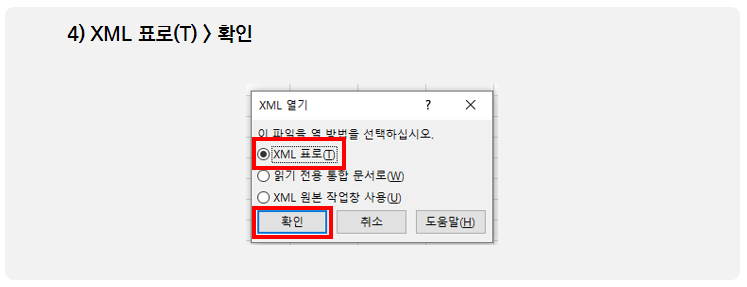 4) XML 표로(T) > 확인
XML 열기 ?
이 파일을 열 방법을 선택하십시오.
XML 표로(T)
읽기 전용 통합 문서로(W)
XML 원본 작업창 사용(U)
확인 취소 도움말(H)